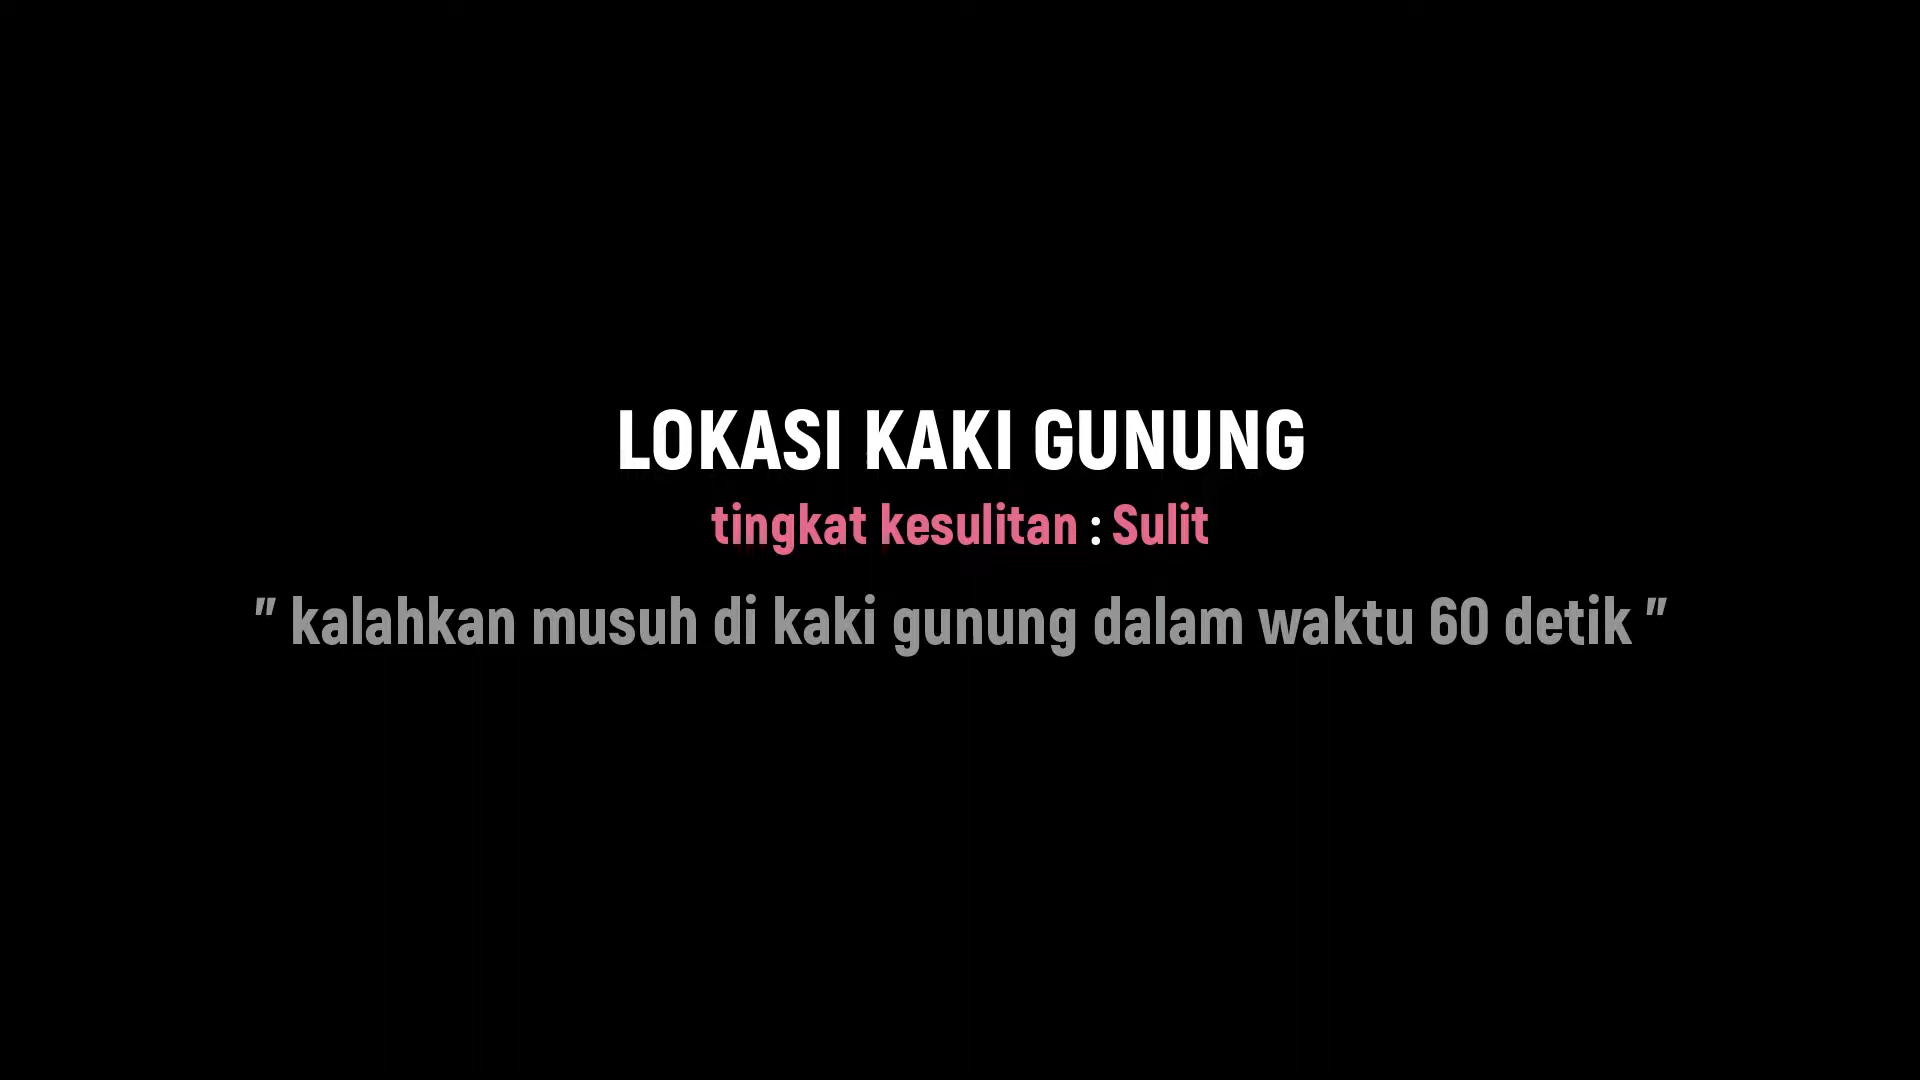 LOKASI KAKI GUNUNG
tingkat kesulitan : Sulit
" kalahkan musuh di kaki gunung dalam waktu 60 detik "